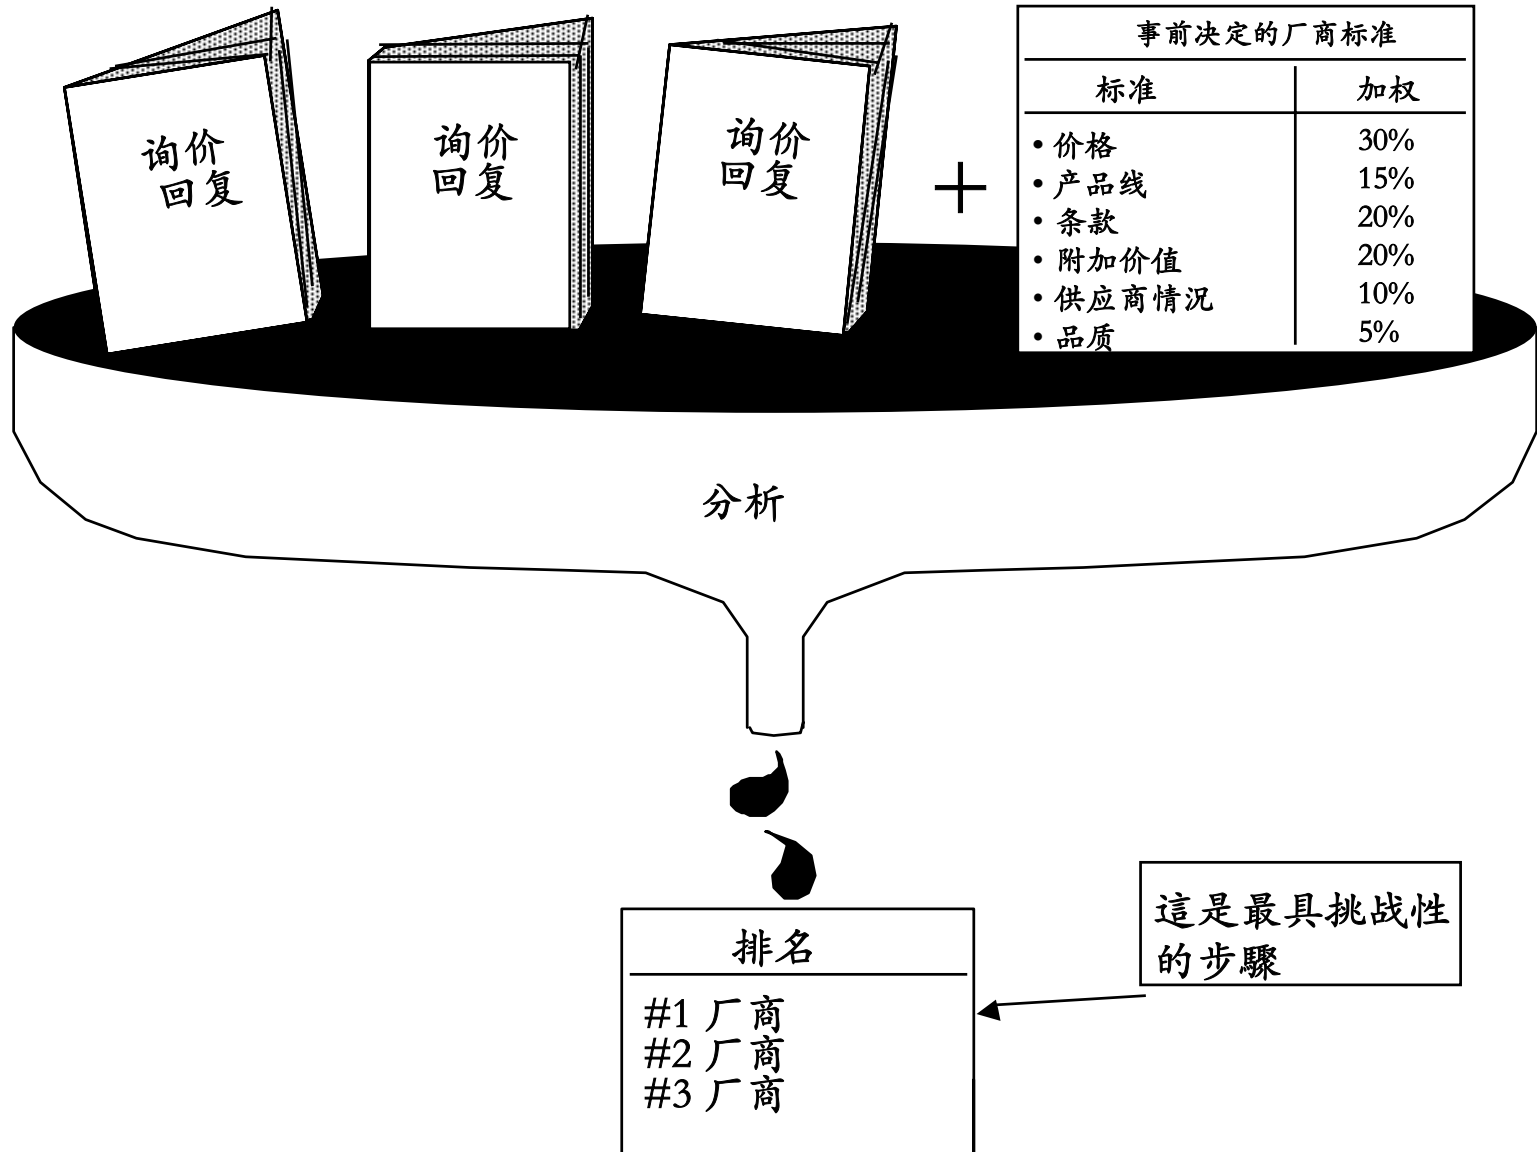 询价
回复
询价
回复
询价
回复
+
事前决定的厂商标准
标准 加权
• 价格 30%
• 产品线 15%
• 条款 20%
• 附加价值 20%
• 供应商情况 10%
• 品质 5%
分析
排名
#1 厂商
#2 厂商
#3 厂商
這是最具挑战性
的步驟